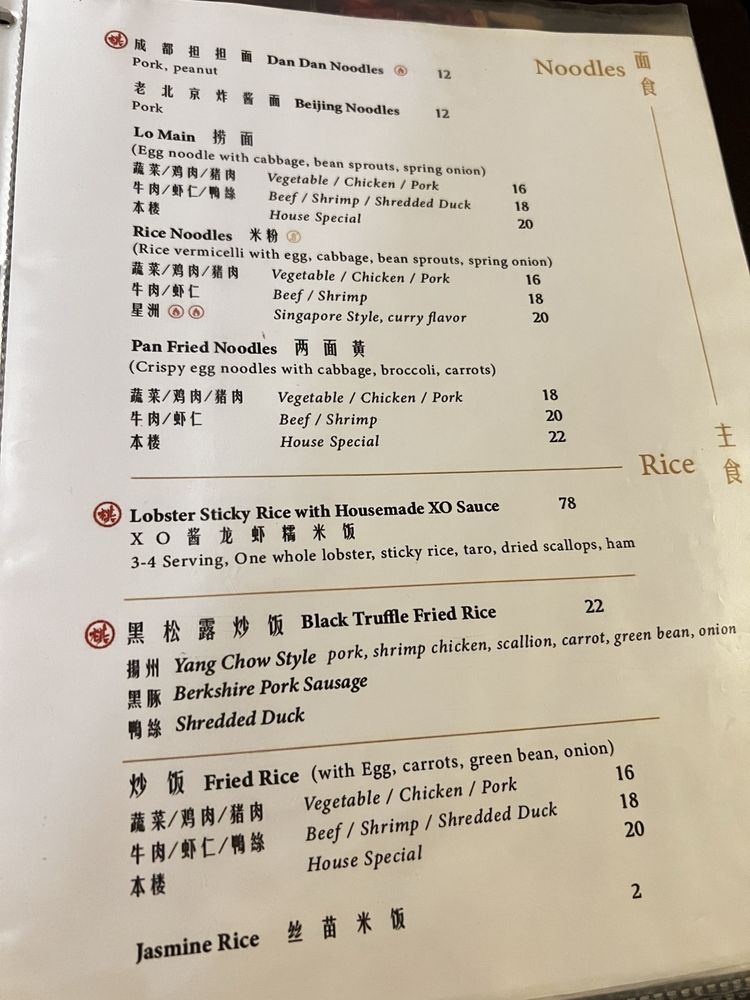 Noodles 面食
成都担担面 Dan Dan Noodles 12
Pork, peanut
老北京炸酱面 Beijing Noodles 12
Pork
Lo Main 捞面
(Egg noodle with cabbage, bean sprouts, spring onion)
蔬菜/鸡肉/猪肉 Vegetable / Chicken / Pork 16
牛肉/虾仁/鴨絲 Beef / Shrimp / Shredded Duck 18
本楼 House Special 20
Rice Noodles 米粉
(Rice vermicelli with egg, cabbage, bean sprouts, spring onion)
蔬菜/鸡肉/猪肉 Vegetable / Chicken / Pork 16
牛肉/虾仁 Beef / Shrimp 18
星洲 Singapore Style, curry flavor 20
Pan Fried Noodles 两面黄
(Crispy egg noodles with cabbage, broccoli, carrots)
蔬菜/鸡肉/猪肉 Vegetable / Chicken / Pork 18
牛肉/虾仁 Beef / Shrimp 20
本楼 House Special 22
Rice 主食
Lobster Sticky Rice with Housemade XO Sauce 78
XO酱龙虾糯米饭
3-4 Serving, One whole lobster, sticky rice, taro, dried scallops, ham
黑松露炒饭 Black Truffle Fried Rice 22
揚州 Yang Chow Style pork, shrimp chicken, scallion, carrot, green bean, onion
黑豚 Berkshire Pork Sausage
鴨絲 Shredded Duck
炒饭 Fried Rice (with Egg, carrots, green bean, onion)
蔬菜/鸡肉/猪肉 Vegetable / Chicken / Pork 16
牛肉/虾仁/鴨絲 Beef / Shrimp / Shredded Duck 18
本楼 House Special 20
Jasmine Rice 丝苗米饭 2